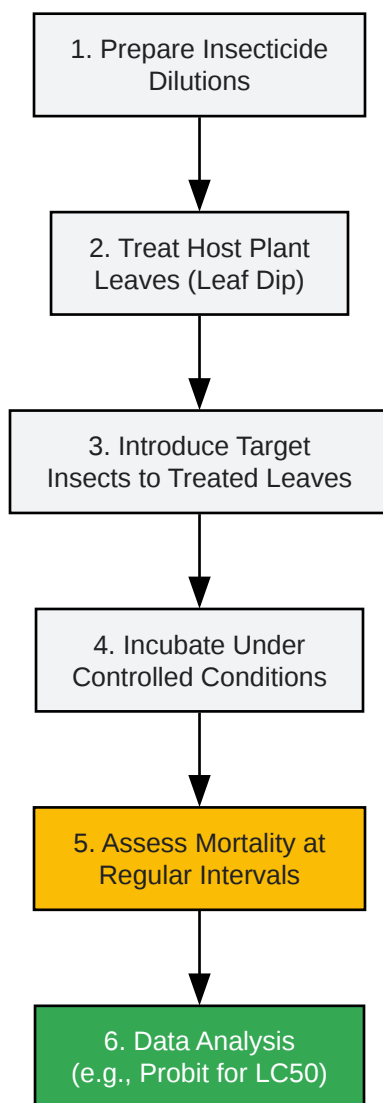 1. Prepare Insecticide
Dilutions
2. Treat Host Plant
Leaves (Leaf Dip)
3. Introduce Target
Insects to Treated Leaves
4. Incubate Under
Controlled Conditions
5. Assess Mortality at
Regular Intervals
6. Data Analysis
(e.g., Probit for LC50)